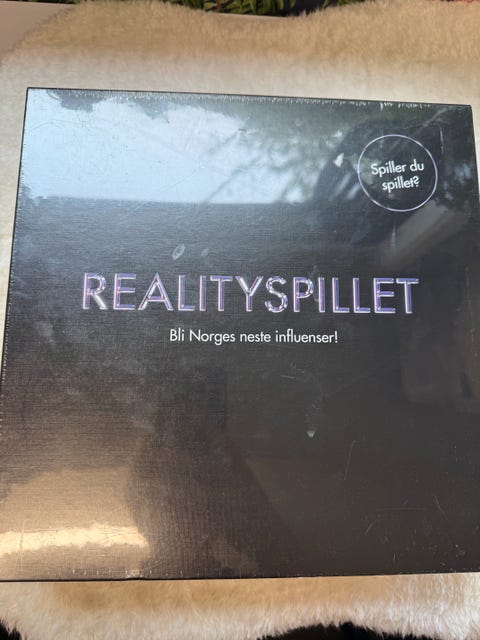 Spiller du
spillet?
REALITYSPILLET
Bli Norges neste influenser!